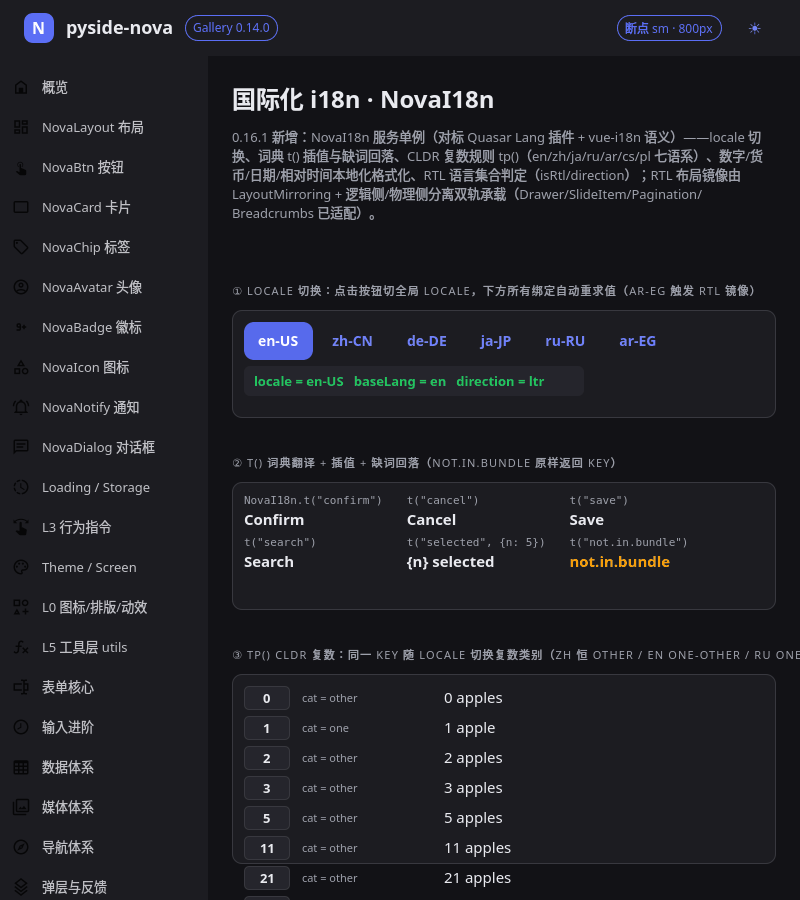 N pyside-nova Gallery 0.14.0 断点 sm · 800px
概览
NovaLayout 布局
NovaBtn 按钮
NovaCard 卡片
NovaChip 标签
NovaAvatar 头像
9+ NovaBadge 徽标
NovaIcon 图标
NovaNotify 通知
NovaDialog 对话框
Loading / Storage
L3 行为指令
Theme / Screen
L0 图标/排版/动效
L5 工具层 utils
表单核心
输入进阶
数据体系
媒体体系
导航体系
弹层与反馈
国际化 i18n · NovaI18n
0.16.1 新增：NovaI18n 服务单例（对标 Quasar Lang 插件 + vue-i18n 语义）——locale 切
换、词典 t() 插值与缺词回落、CLDR 复数规则 tp()（en/zh/ja/ru/ar/cs/pl 七语系）、数字/货
币/日期/相对时间本地化格式化、RTL 语言集合判定（isRtl/direction）；RTL 布局镜像由
LayoutMirroring + 逻辑侧/物理侧分离双轨承载（Drawer/SlideItem/Pagination/
Breadcrumbs 已适配）。
① LOCALE 切换：点击按钮切全局 LOCALE，下方所有绑定自动重求值（AR-EG 触发 RTL 镜像）
en-US zh-CN de-DE ja-JP ru-RU ar-EG
locale = en-US baseLang = en direction = ltr
② T() 词典翻译 + 插值 + 缺词回落（NOT.IN.BUNDLE 原样返回 KEY）
NovaI18n.t("confirm") t("cancel") t("save")
Confirm Cancel Save
t("search") t("selected", {n: 5}) t("not.in.bundle")
Search {n} selected not.in.bundle
③ TP() CLDR 复数：同一 KEY 随 LOCALE 切换复数类别（ZH 恒 OTHER / EN ONE-OTHER / RU ONE
0 cat = other 0 apples
1 cat = one 1 apple
2 cat = other 2 apples
3 cat = other 3 apples
5 cat = other 5 apples
11 cat = other 11 apples
21 cat = other 21 apples